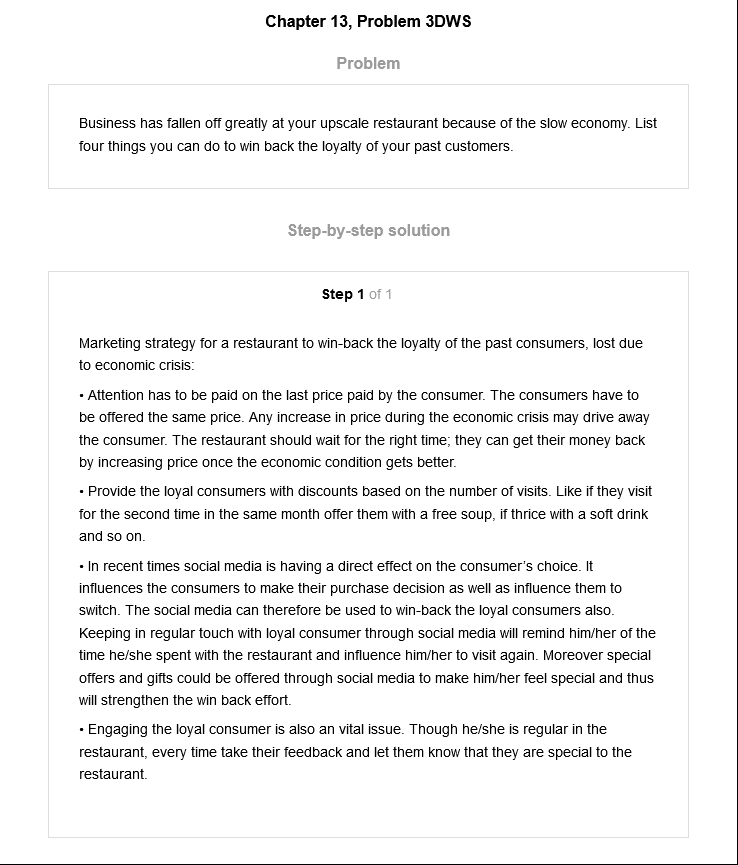 Chapter 13, Problem 3DWS
Problem
Business has fallen off greatly at your upscale restaurant because of the slow economy. List
four things you can do to win back the loyalty of your past customers.
Step-by-step solution
Step 1 of 1
Marketing strategy for a restaurant to win-back the loyalty of the past consumers, lost due
to economic crisis:
• Attention has to be paid on the last price paid by the consumer. The consumers have to
be offered the same price. Any increase in price during the economic crisis may drive away
the consumer. The restaurant should wait for the right time; they can get their money back
by increasing price once the economic condition gets better.
• Provide the loyal consumers with discounts based on the number of visits. Like if they visit
for the second time in the same month offer them with a free soup, if thrice with a soft drink
and so on.
• In recent times social media is having a direct effect on the consumer’s choice. It
influences the consumers to make their purchase decision as well as influence them to
switch. The social media can therefore be used to win-back the loyal consumers also.
Keeping in regular touch with loyal consumer through social media will remind him/her of the
time he/she spent with the restaurant and influence him/her to visit again. Moreover special
offers and gifts could be offered through social media to make him/her feel special and thus
will strengthen the win back effort.
• Engaging the loyal consumer is also an vital issue. Though he/she is regular in the
restaurant, every time take their feedback and let them know that they are special to the
restaurant.